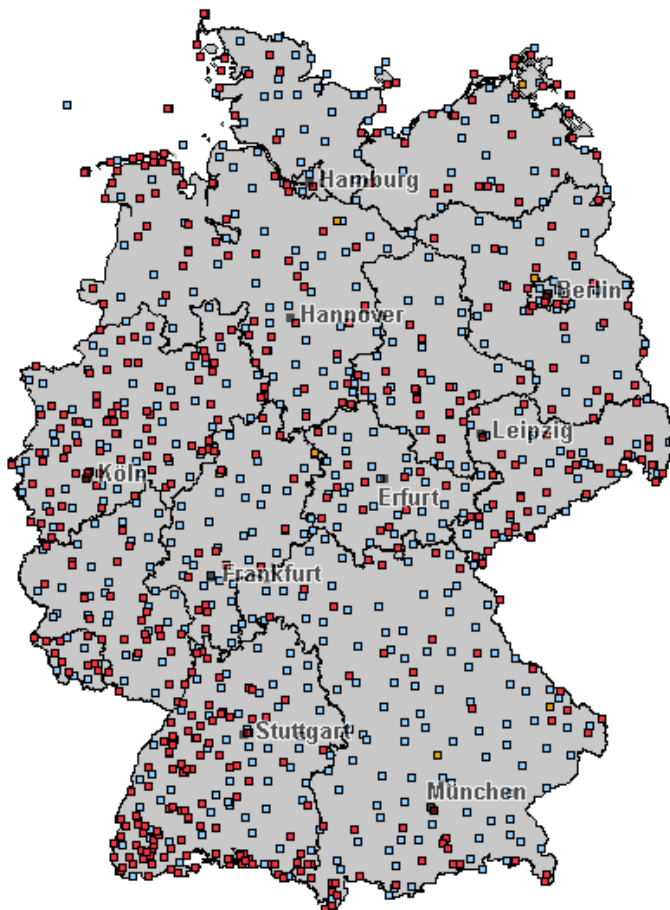 Hamburg
Berlin
Hannover
Leipzig
Köln
Erfurt
Frankfurt
Stuttgart
München